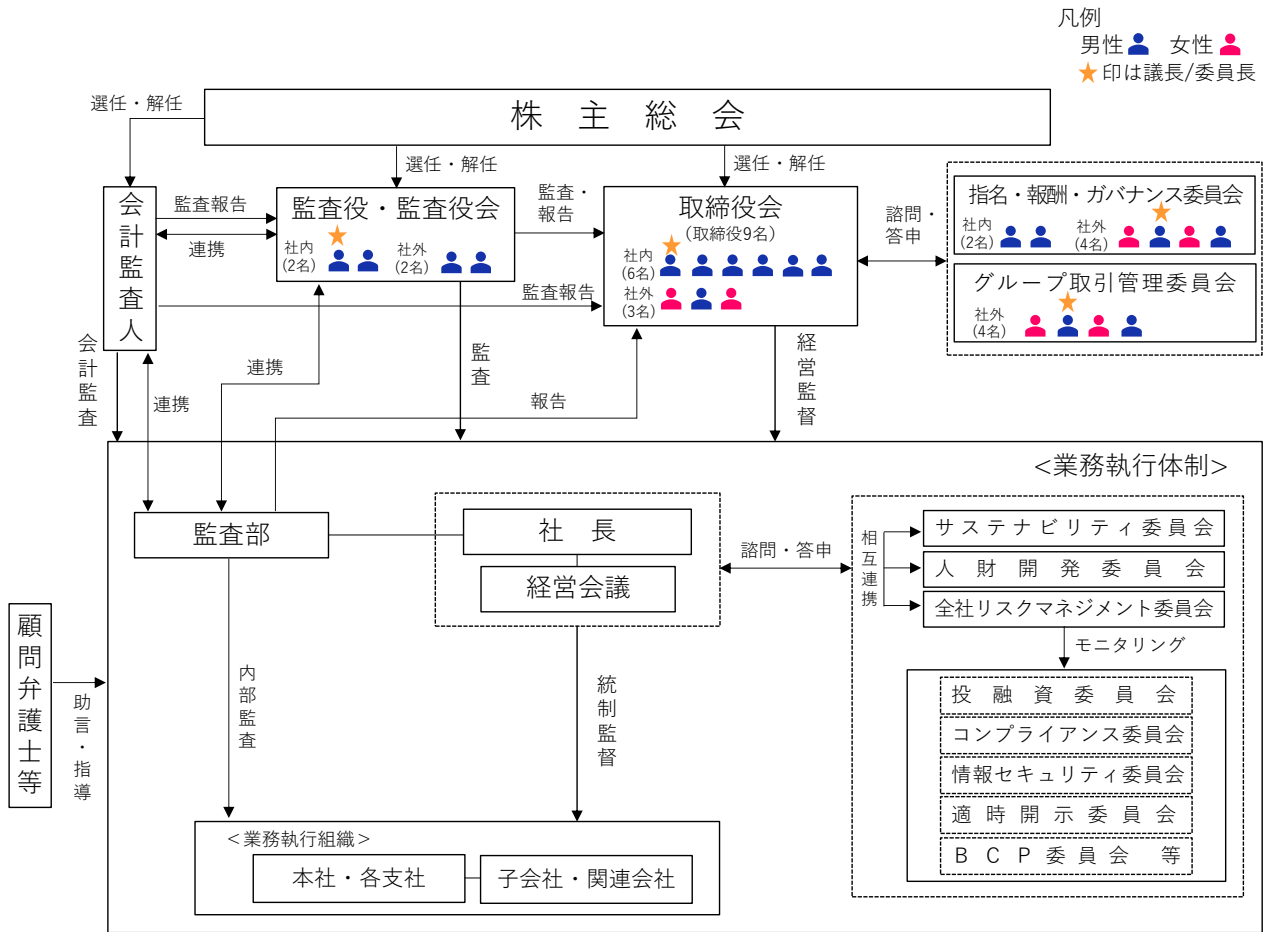 凡例
男性 女性
印は議長/委員長
選任・解任
株主総会
選任・解任
選任・解任
会計監査人
監査報告
連携
監査役・監査役会
社内
(2名)
社外
(2名)
監査・
報告
取締役会
(取締役9名)
社内
(6名)
社外
(3名)
諮問・
答申
指名・報酬・ガバナンス委員会
社内
(2名)
社外
(4名)
グループ取引管理委員会
社外
(4名)
監査報告
会計監査
連携
連携
監査
報告
経営監督
<業務執行体制>
監査部
社長
経営会議
諮問・答申
相互連携
サステナビリティ委員会
人財開発委員会
全社リスクマネジメント委員会
モニタリング
投融資委員会
コンプライアンス委員会
情報セキュリティ委員会
適時開示委員会
BCP委員会 等
顧問弁護士等
助言・指導
内部監査
統制監督
<業務執行組織>
本社・各支社
子会社・関連会社